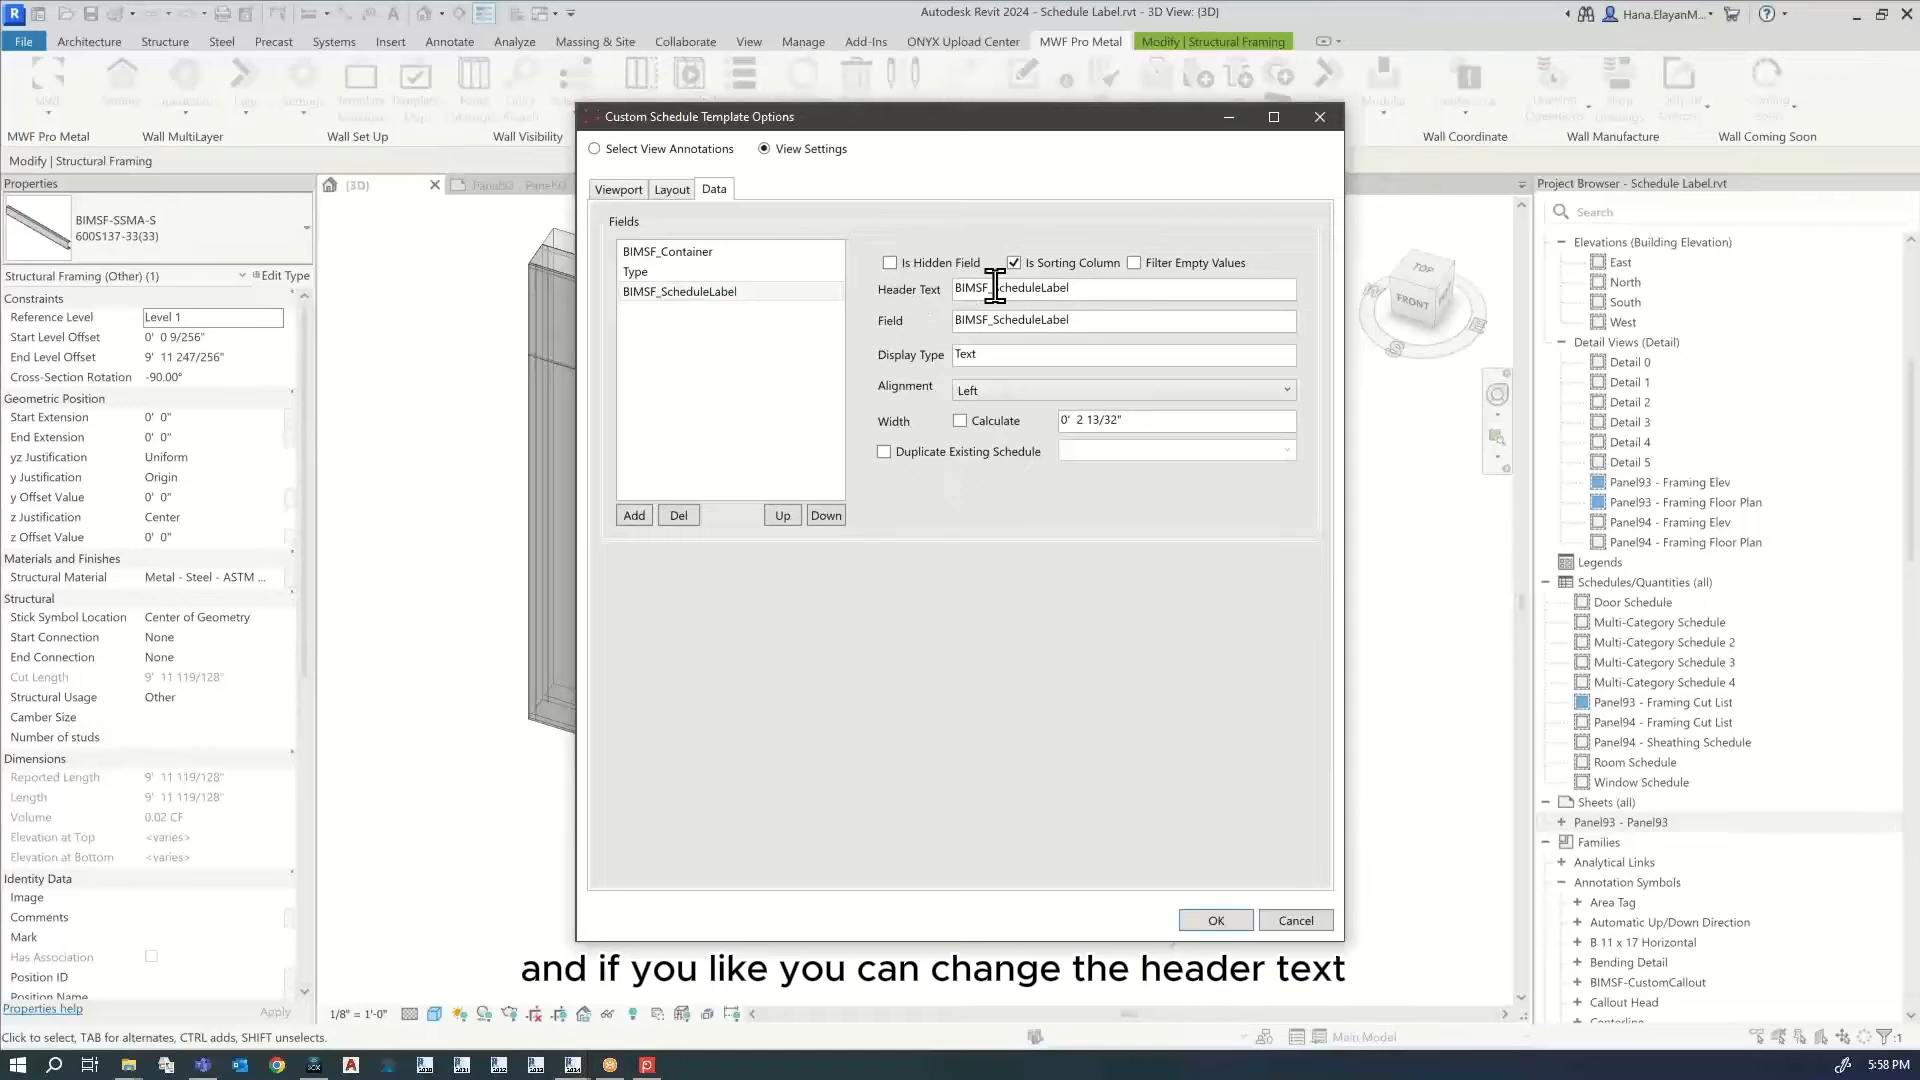 Autodesk Revit 2024 - Schedule Label.rvt - 3D View: {3D}
Hana.ElayanM...
File Architecture Structure Steel Precast Systems Insert Annotate Analyze Massing & Site Collaborate View Manage Add-Ins ONYX Upload Center MWF Pro Metal Modify | Structural Framing
MWF Pro Metal Wall MultiLayer Wall Set Up Wall Visibility Wall Coordinate Wall Manufacture Wall Coming Soon
Modify | Structural Framing
Properties
BIMSF-SSMA-S
600S137-33(33)
Structural Framing (Other) (1) Edit Type
Constraints
Reference Level Level 1
Start Level Offset 0' 0 9/256"
End Level Offset 9' 11 247/256"
Cross-Section Rotation -90.00°
Geometric Position
Start Extension 0' 0"
End Extension 0' 0"
yz Justification Uniform
y Justification Origin
y Offset Value 0' 0"
z Justification Center
z Offset Value 0' 0"
Materials and Finishes
Structural Material Metal - Steel - ASTM ...
Structural
Stick Symbol Location Center of Geometry
Start Connection None
End Connection None
Cut Length 9' 11 119/128"
Structural Usage Other
Camber Size
Number of studs
Dimensions
Reported Length 9' 11 119/128"
Length 9' 11 119/128"
Volume 0.02 CF
Elevation at Top <varies>
Elevation at Bottom <varies>
Identity Data
Image
Comments
Mark
Has Association
Position ID
Position Name
Properties help Apply
{3D}
Custom Schedule Template Options
Select View Annotations View Settings
Viewport Layout Data
Fields
BIMSF_Container
Type
BIMSF_ScheduleLabel
Is Hidden Field Is Sorting Column Filter Empty Values
Header Text BIMSF_ScheduleLabel
Field BIMSF_ScheduleLabel
Display Type Text
Alignment Left
Width Calculate 0' 2 13/32"
Duplicate Existing Schedule
Add Del Up Down
OK Cancel
TOP
FRONT
W
S
E
Project Browser - Schedule Label.rvt
Search
Elevations (Building Elevation)
East
North
South
West
Detail Views (Detail)
Detail 0
Detail 1
Detail 2
Detail 3
Detail 4
Detail 5
Panel93 - Framing Elev
Panel93 - Framing Floor Plan
Panel94 - Framing Elev
Panel94 - Framing Floor Plan
Legends
Schedules/Quantities (all)
Door Schedule
Multi-Category Schedule
Multi-Category Schedule 2
Multi-Category Schedule 3
Multi-Category Schedule 4
Panel93 - Framing Cut List
Panel94 - Framing Cut List
Panel94 - Sheathing Schedule
Room Schedule
Window Schedule
Sheets (all)
Panel93 - Panel93
Families
Analytical Links
Annotation Symbols
Area Tag
Automatic Up/Down Direction
B 11 x 17 Horizontal
Bending Detail
BIMSF-CustomCallout
Callout Head
Centerline
and if you like you can change the header text
1/8" = 1'-0"
Click to select, TAB for alternates, CTRL adds, SHIFT unselects.
Main Model
:1
5:58 PM